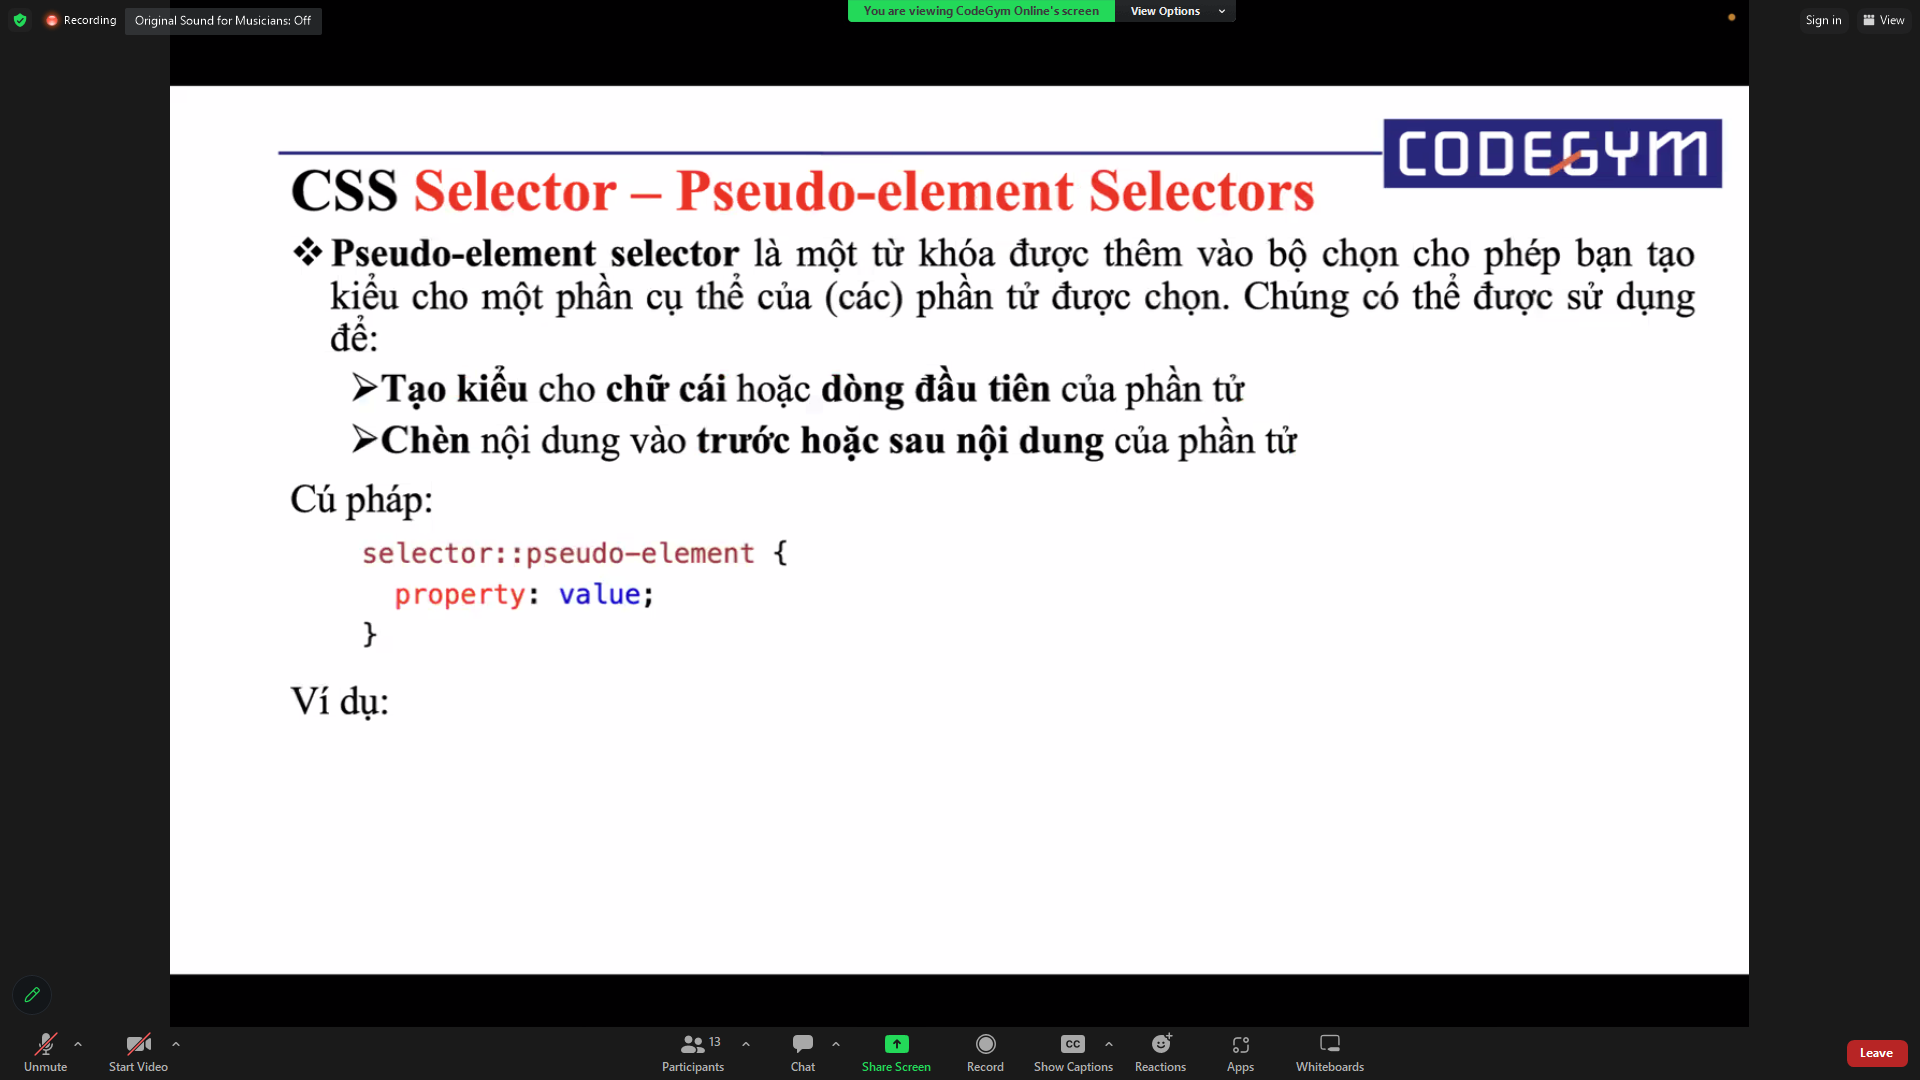 Recording
Original Sound for Musicians: Off
You are viewing CodeGym Online's screen
View Options
Sign in
View
CODEGYM
CSS Selector – Pseudo-element Selectors
❖ Pseudo-element selector là một từ khóa được thêm vào bộ chọn cho phép bạn tạo
kiểu cho một phần cụ thể của (các) phần tử được chọn. Chúng có thể được sử dụng
để:
➢Tạo kiểu cho chữ cái hoặc dòng đầu tiên của phần tử
➢Chèn nội dung vào trước hoặc sau nội dung của phần tử
Cú pháp:
selector::pseudo-element {
property: value;
}
Ví dụ:
Unmute
Start Video
13
Participants
Chat
Share Screen
Record
CC
Show Captions
Reactions
Apps
Whiteboards
Leave